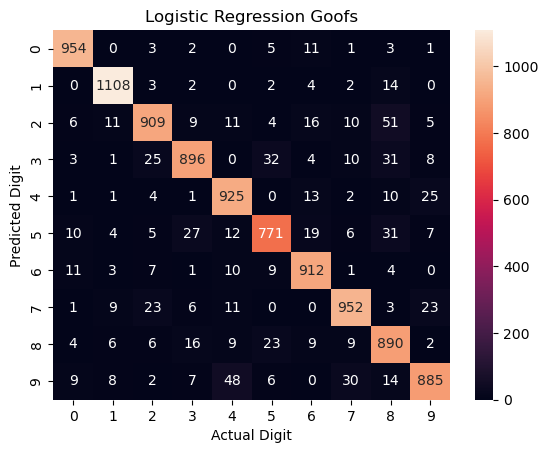 Logistic Regression Goofs
0 954 0 3 2 0 5 11 1 3 1
1 0 1108 3 2 0 2 4 2 14 0
2 6 11 909 9 11 4 16 10 51 5
3 3 1 25 896 0 32 4 10 31 8
4 1 1 4 1 925 0 13 2 10 25
5 10 4 5 27 12 771 19 6 31 7
6 11 3 7 1 10 9 912 1 4 0
7 1 9 23 6 11 0 0 952 3 23
8 4 6 6 16 9 23 9 9 890 2
9 9 8 2 7 48 6 0 30 14 885
0 1 2 3 4 5 6 7 8 9
Predicted Digit
Actual Digit
1000
800
600
400
200
0